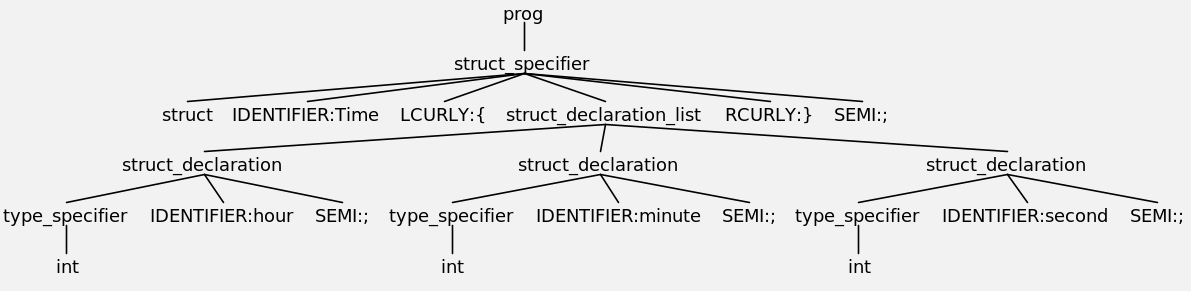 prog
struct_specifier
struct IDENTIFIER:Time LCURLY:{ struct_declaration_list RCURLY:} SEMI:;
struct_declaration struct_declaration struct_declaration
type_specifier IDENTIFIER:hour SEMI:; type_specifier IDENTIFIER:minute SEMI:; type_specifier IDENTIFIER:second SEMI:;
int int int